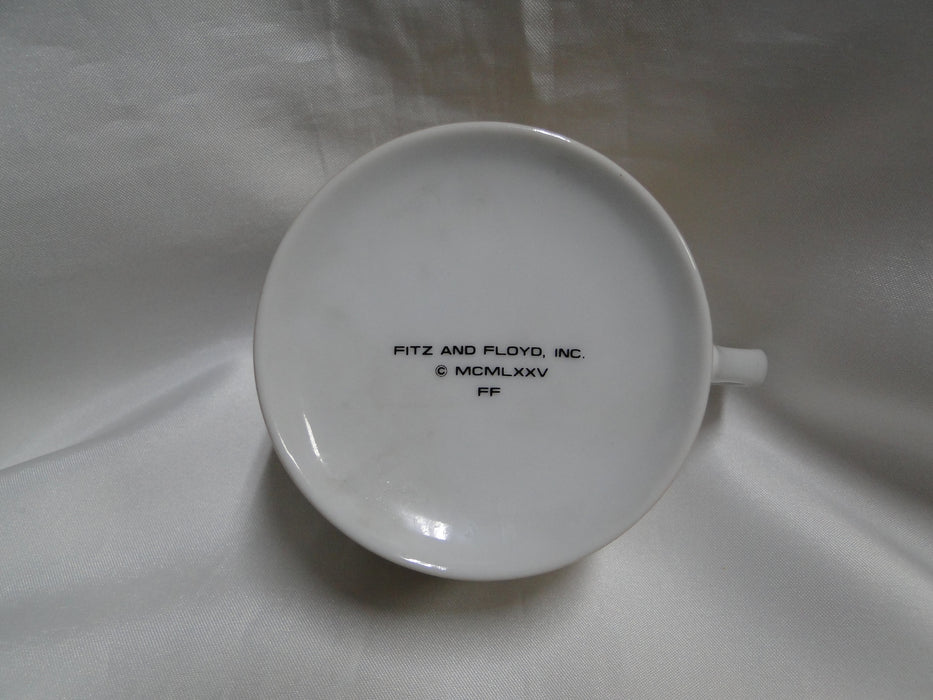 FITZ AND FLOYD, INC.
© MCMLXXV
FF